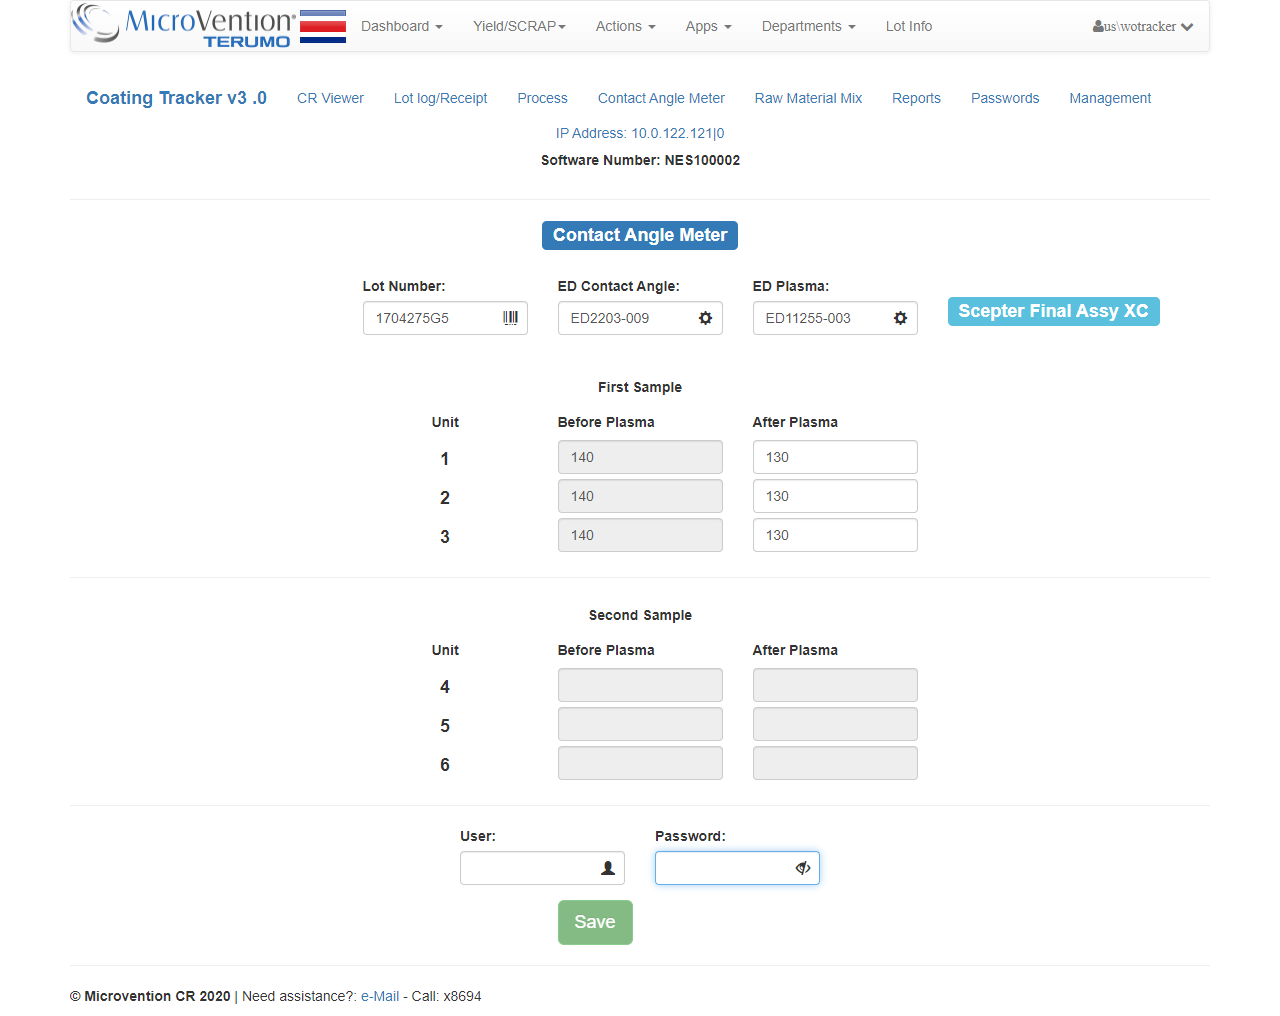 MicroVention® TERUMO Dashboard Yield/SCRAP Actions Apps Departments Lot Info us\wotracker
Coating Tracker v3 .0 CR Viewer Lot log/Receipt Process Contact Angle Meter Raw Material Mix Reports Passwords Management
IP Address: 10.0.122.121|0
Software Number: NES100002
Contact Angle Meter
Lot Number: ED Contact Angle: ED Plasma:
1704275G5 ED2203-009 ED11255-003 Scepter Final Assy XC
First Sample
Unit Before Plasma After Plasma
1 140 130
2 140 130
3 140 130
Second Sample
Unit Before Plasma After Plasma
4
5
6
User: Password:
Save
© Microvention CR 2020 | Need assistance?: e-Mail - Call: x8694